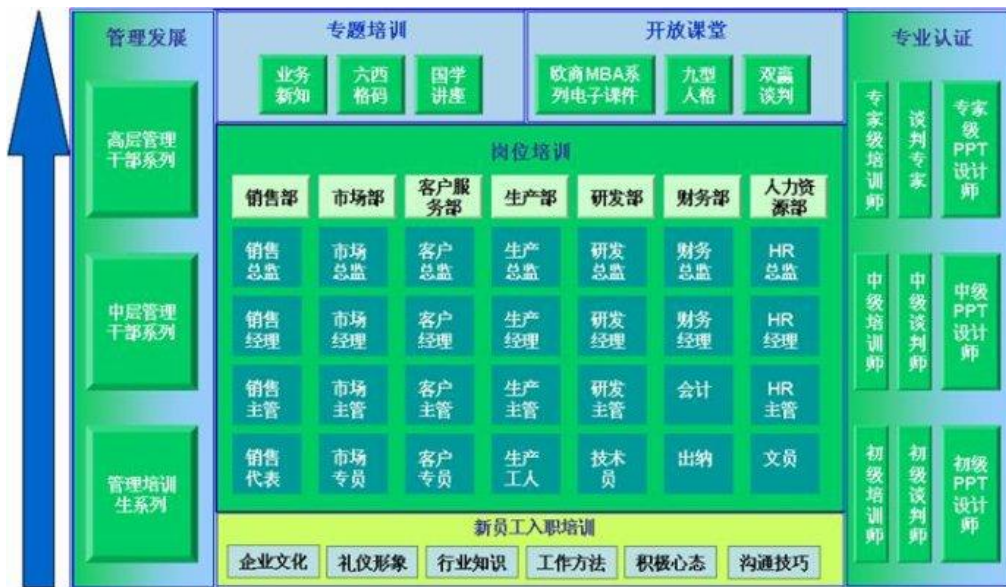 管理发展
高层管理
干部系列
中层管理
干部系列
管理培训
生系列
专题培训
业务
新知
六西
格码
国学
讲座
开放课堂
欧商MBA系
列电子课件
九型
人格
双赢
谈判
岗位培训
销售部
市场部
客户服
务部
生产部
研发部
财务部
人力资
源部
销售
总监
市场
总监
客户
总监
生产
总监
研发
总监
财务
总监
HR
总监
销售
经理
市场
经理
客户
经理
生产
经理
研发
经理
财务
经理
HR
经理
销售
主管
市场
主管
客户
主管
生产
主管
研发
主管
会计
HR
主管
销售
代表
市场
专员
客户
专员
生产
工人
技术
员
出纳
文员
新员工入职培训
企业文化
礼仪形象
行业知识
工作方法
积极心态
沟通技巧
专业认证
专家级培训师
谈判专家
专家
级
PPT
设计
师
中级培训师
中级谈判师
中级
PPT
设计
师
初级培训师
初级谈判师
初级
PPT
设计
师